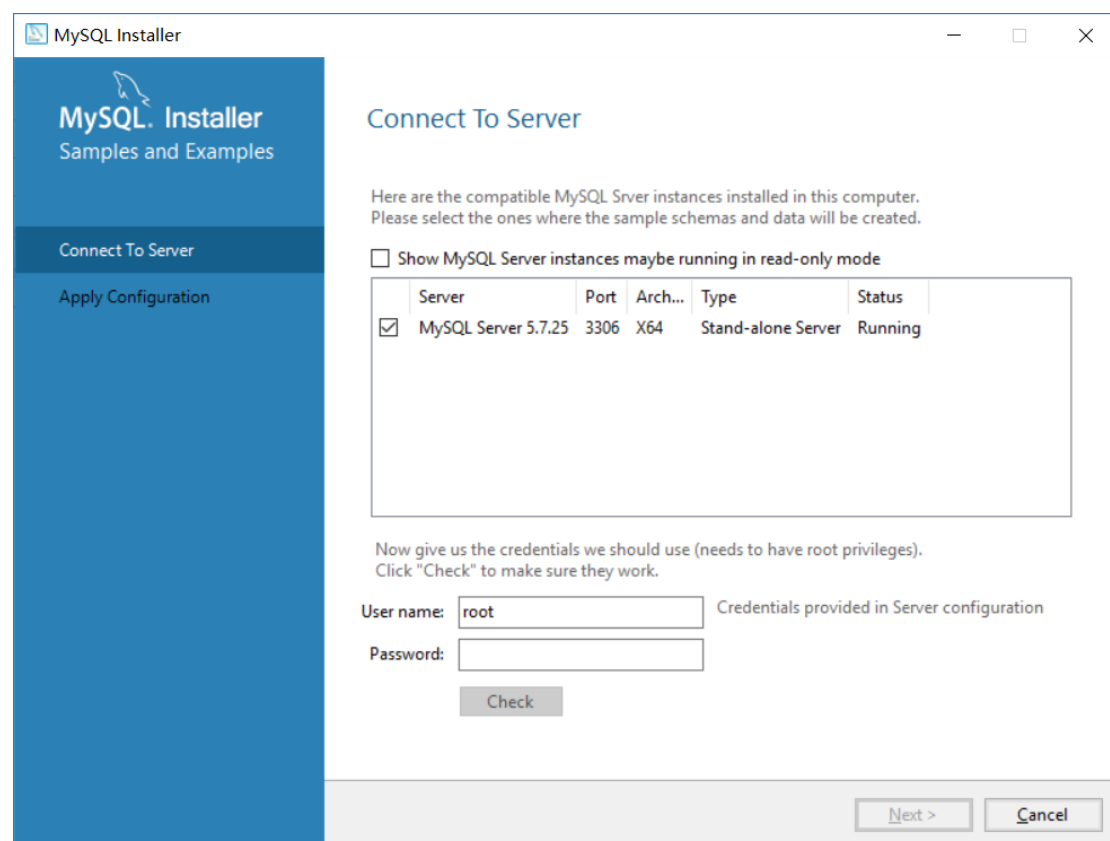 MySQL Installer
MySQL. Installer
Samples and Examples
Connect To Server
Apply Configuration
Connect To Server
Here are the compatible MySQL Srver instances installed in this computer.
Please select the ones where the sample schemas and data will be created.
Show MySQL Server instances maybe running in read-only mode
Server Port Arch... Type Status
MySQL Server 5.7.25 3306 X64 Stand-alone Server Running
Now give us the credentials we should use (needs to have root privileges).
Click "Check" to make sure they work.
User name: root Credentials provided in Server configuration
Password:
Check
Next > Cancel